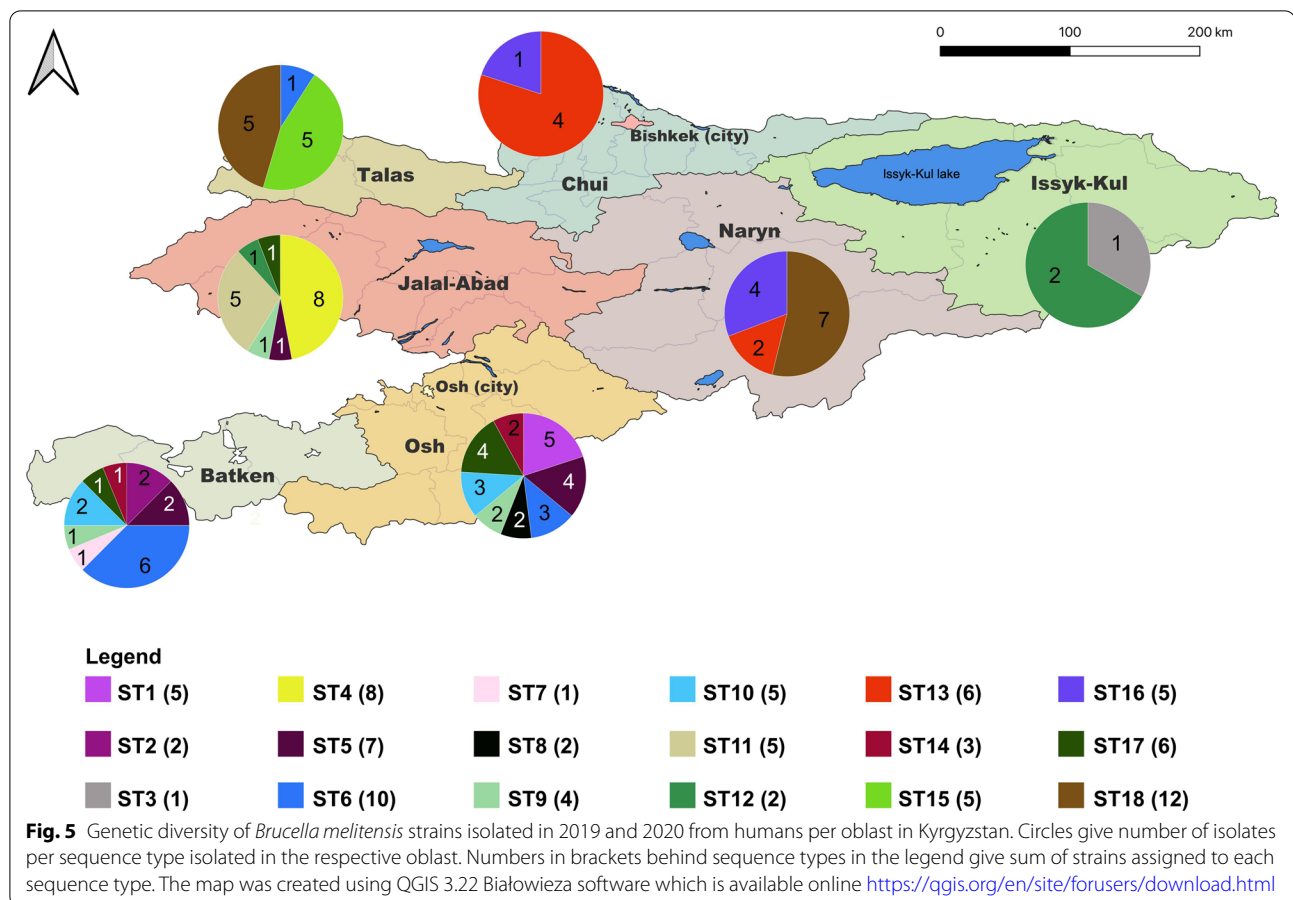 0 100 200 km
1
4
1
5
5
Bishkek (city)
Talas
Chui
Issyk-Kul lake
Issyk-Kul
Naryn
1
2
1
1
8
5
1
1
Jalal-Abad
4
7
2
Osh (city)
Osh
2
5
4
4
3
3
2
2
Batken
1
1
2
2
2
1
1
6
2
Legend
ST1 (5) ST4 (8) ST7 (1) ST10 (5) ST13 (6) ST16 (5)
ST2 (2) ST5 (7) ST8 (2) ST11 (5) ST14 (3) ST17 (6)
ST3 (1) ST6 (10) ST9 (4) ST12 (2) ST15 (5) ST18 (12)
Fig. 5 Genetic diversity of Brucella melitensis strains isolated in 2019 and 2020 from humans per oblast in Kyrgyzstan. Circles give number of isolates
per sequence type isolated in the respective oblast. Numbers in brackets behind sequence types in the legend give sum of strains assigned to each
sequence type. The map was created using QGIS 3.22 Białowieza software which is available online https://qgis.org/en/site/forusers/download.html